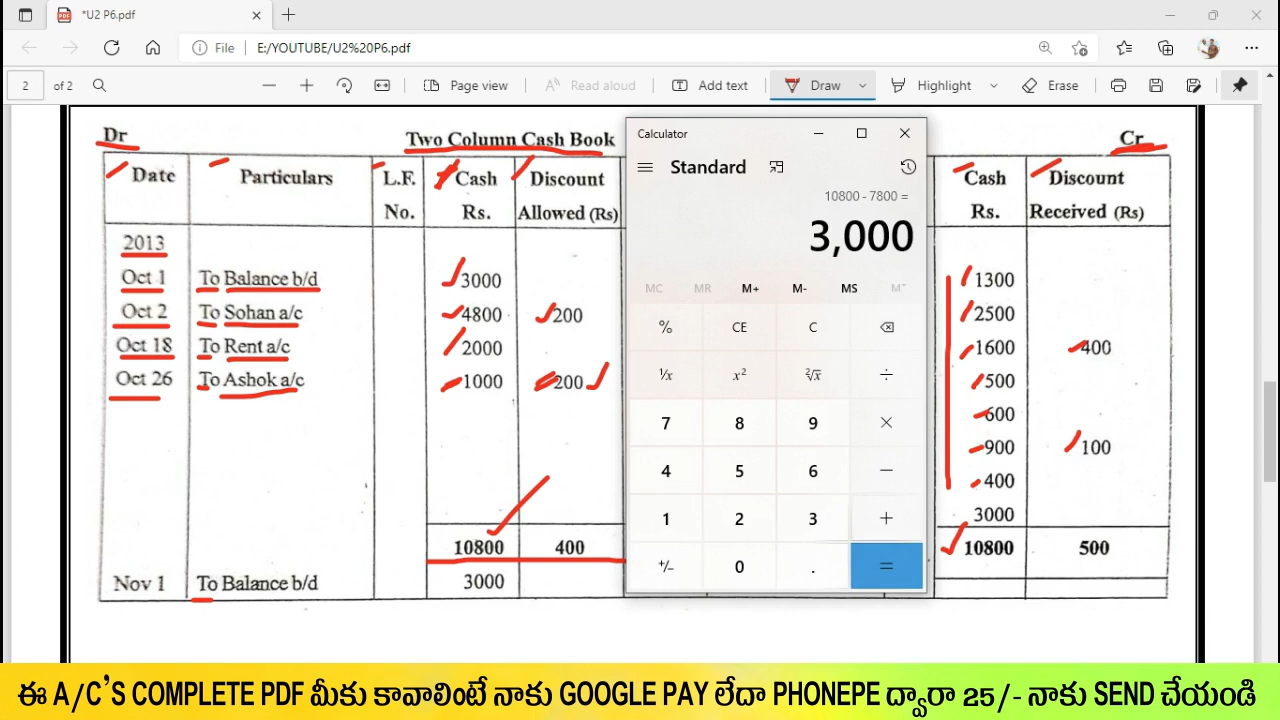 *U2 P6.pdf
File E:/YOUTUBE/U2%20P6.pdf
2 of 2 Page view Read aloud Add text Draw Highlight Erase
Dr Two Column Cash Book Cr
Date Particulars L.F. No. Cash Rs. Discount Allowed (Rs) Cash Rs. Discount Received (Rs)
2013
Oct 1 To Balance b/d 3000 1300
Oct 2 To Sohan a/c 4800 200 2500
Oct 18 To Rent a/c 2000 1600 400
Oct 26 To Ashok a/c 1000 200 500
600
900 100
400
3000
10800 400 10800 500
Nov 1 To Balance b/d 3000
Calculator
Standard
10800 - 7800 =
3,000
MC MR M+ M- MS M˅
% CE C
¹/x x² ²√x ÷
7 8 9 ×
4 5 6 −
1 2 3 +
+/− 0 . =
ఈ A/C'S COMPLETE PDF మీకు కావాలింటే నాకు GOOGLE PAY లేదా PHONEPE ద్వారా 25/- నాకు SEND చేయండి